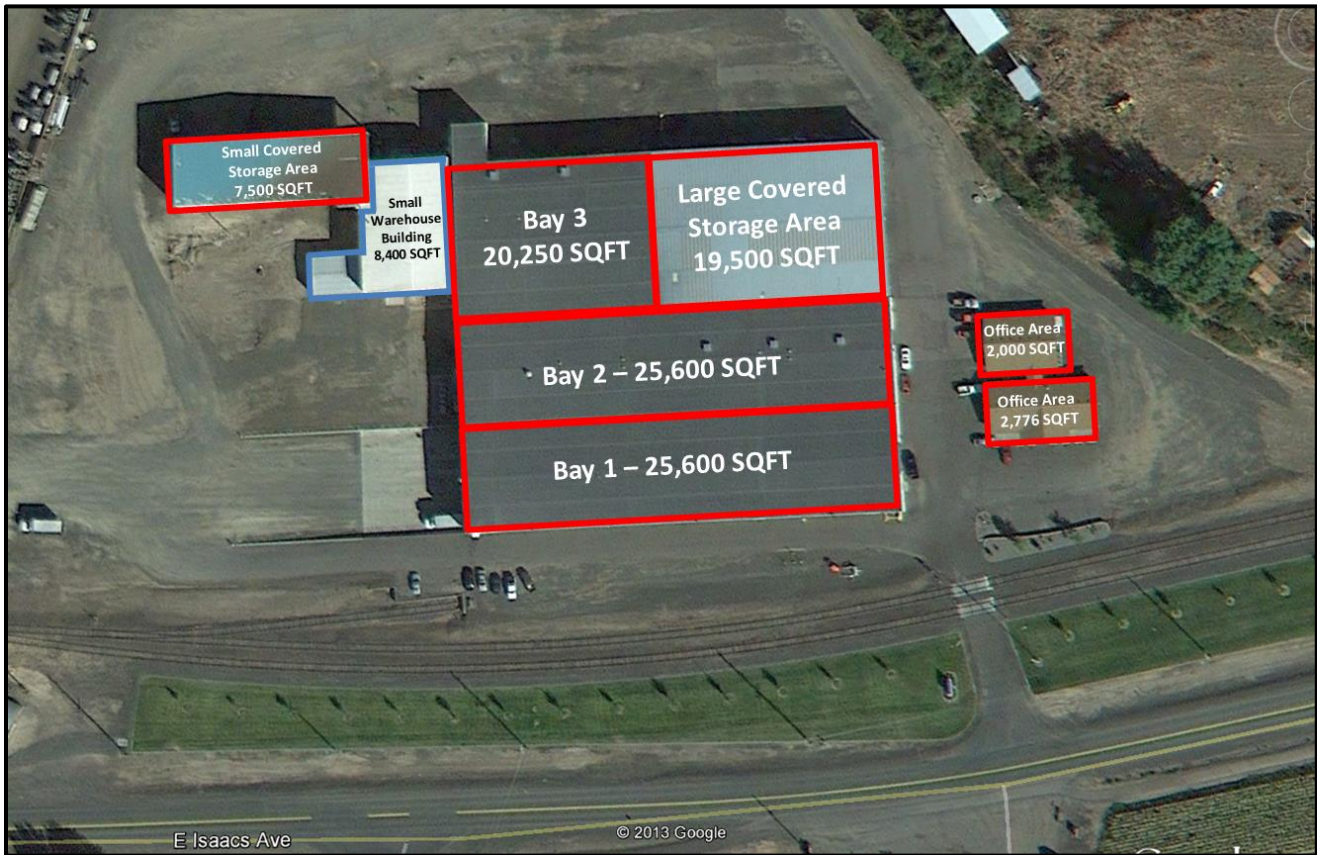 Small Covered
Storage Area
7,500 SQFT
Small
Warehouse
Building
8,400 SQFT
Bay 3
20,250 SQFT
Large Covered
Storage Area
19,500 SQFT
Office Area
2,000 SQFT
Bay 2 – 25,600 SQFT
Office Area
2,776 SQFT
Bay 1 – 25,600 SQFT
E Isaacs Ave
© 2013 Google